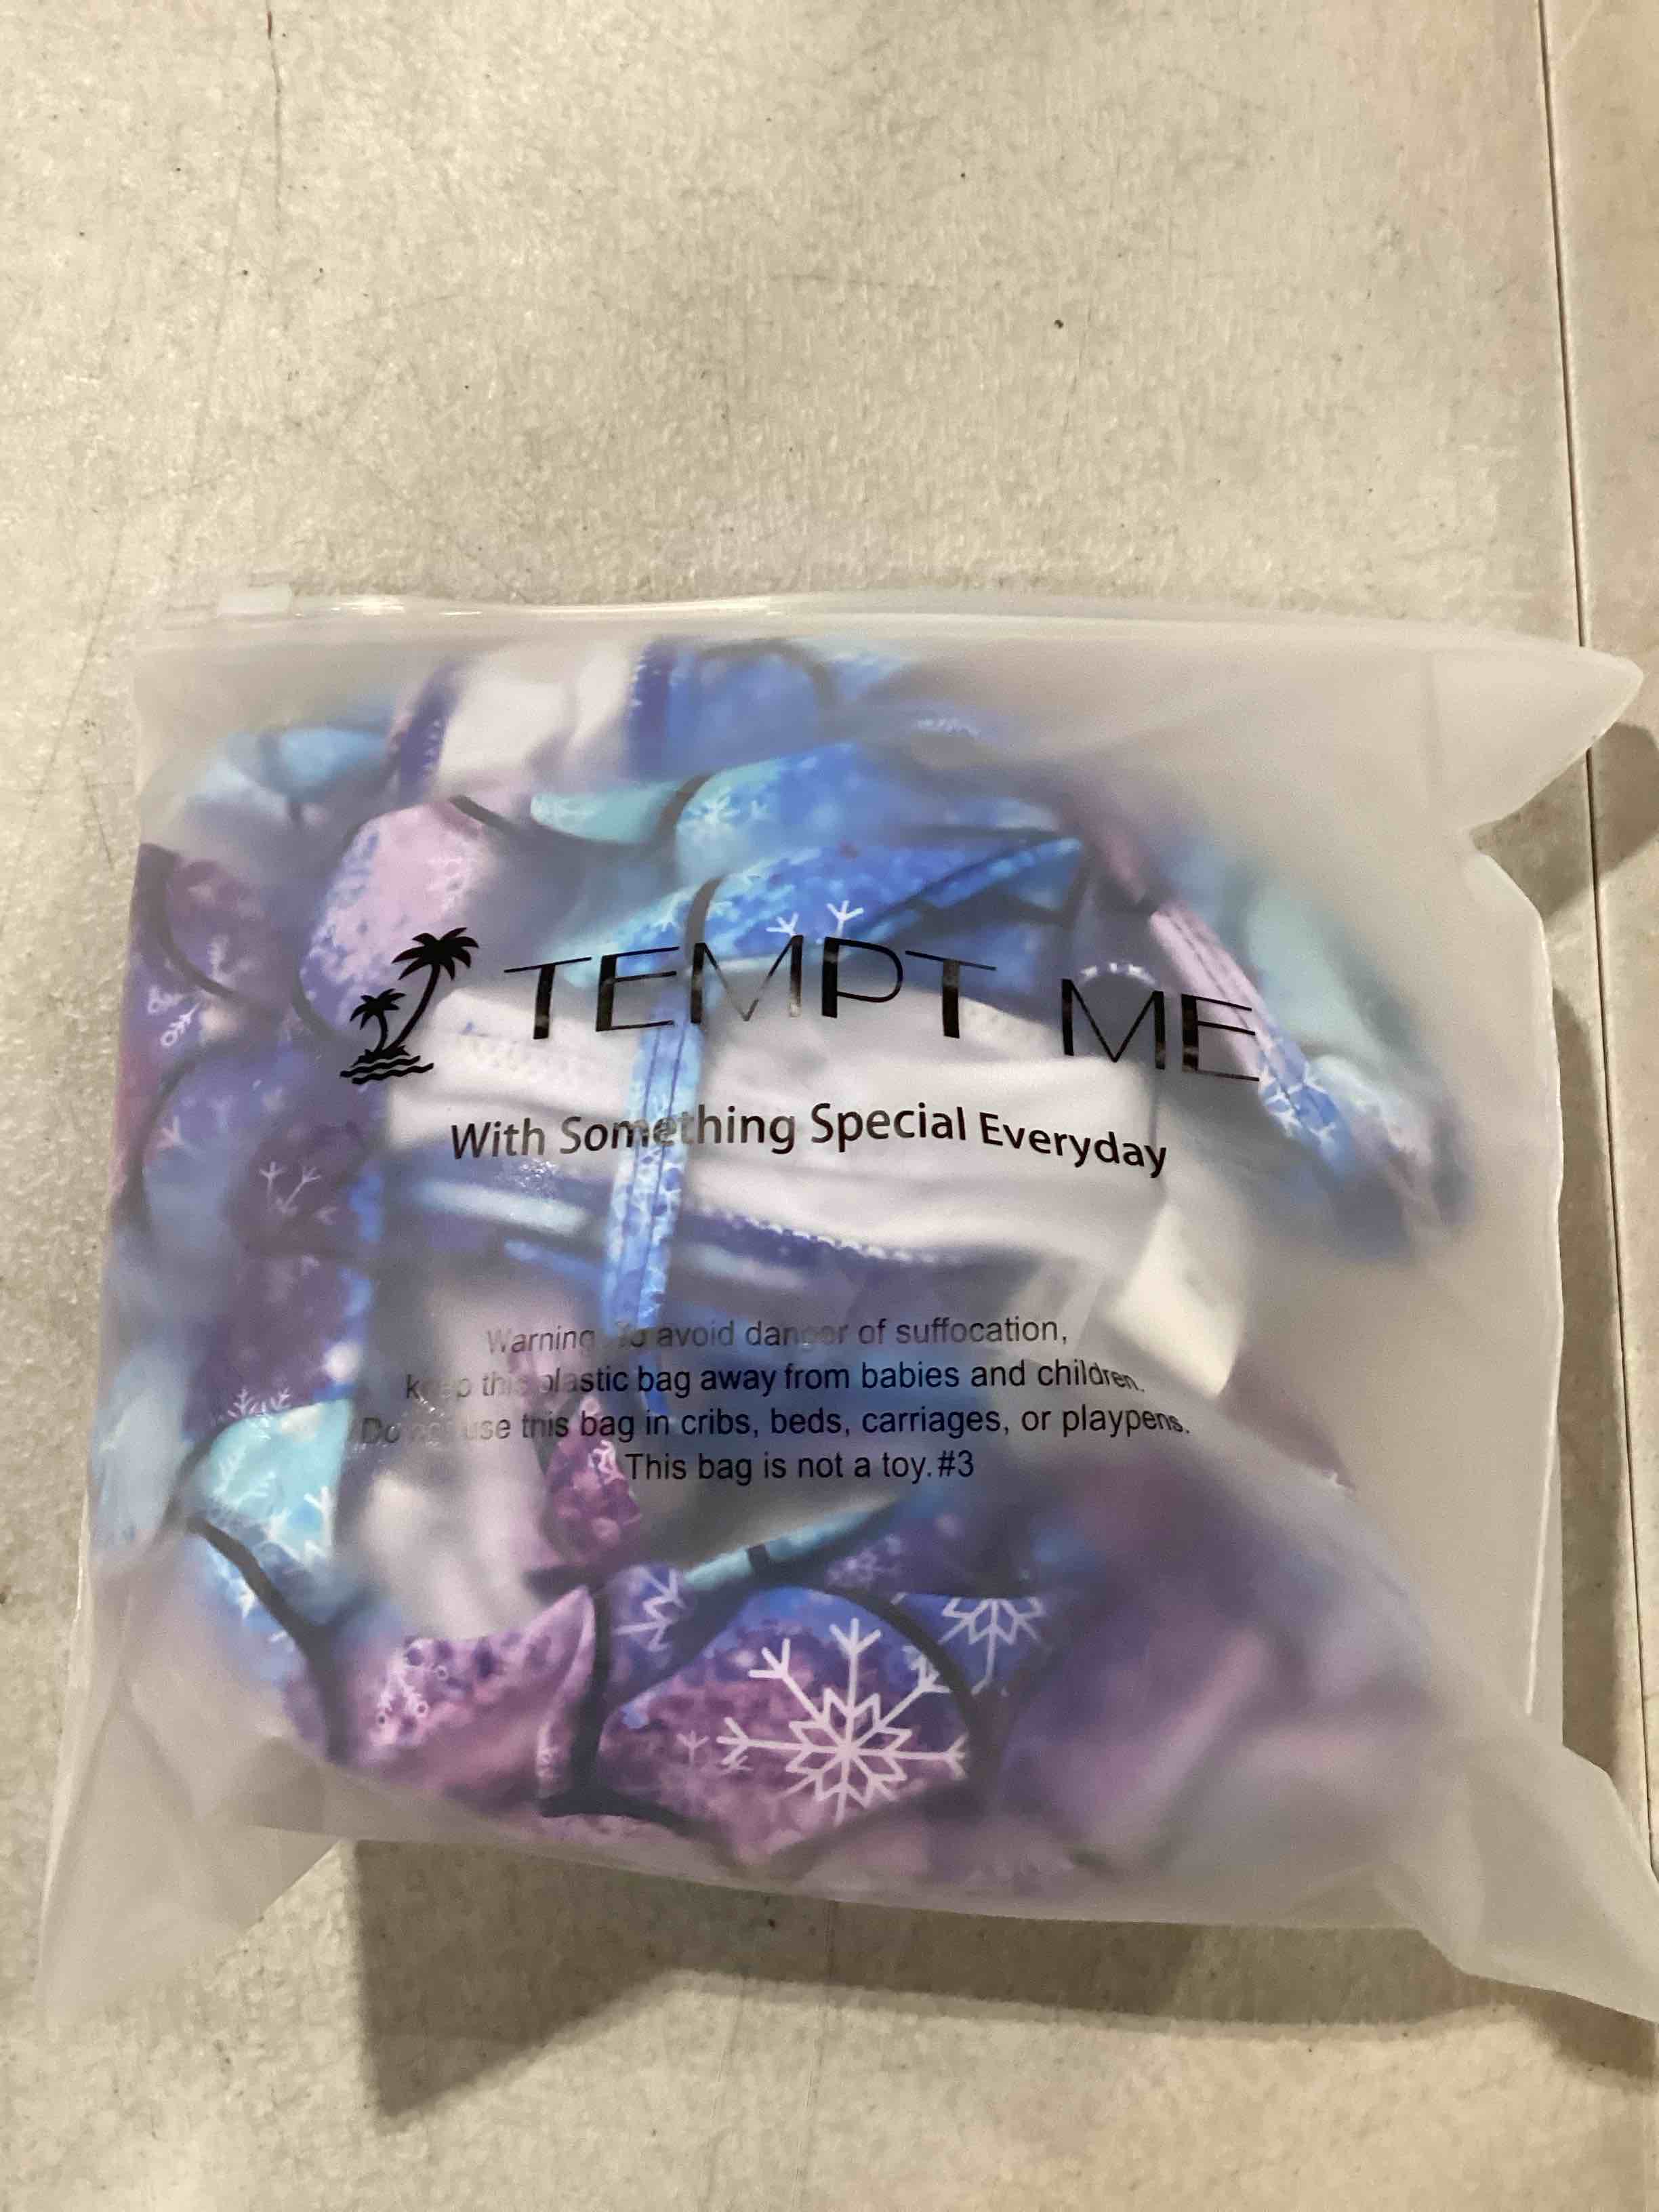 TEMPT ME
With Something Special Everyday
Warning: To avoid danger of suffocation,
keep this plastic bag away from babies and children.
Do not use this bag in cribs, beds, carriages, or playpens.
This bag is not a toy.#3